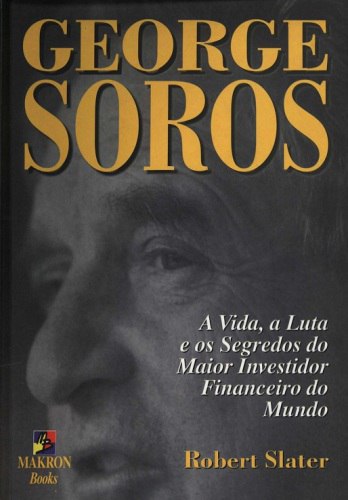 GEORGE
SOROS
A Vida, a Luta
e os Segredos do
Maior Investidor
Financeiro do
Mundo
MAKRON
Books
Robert Slater